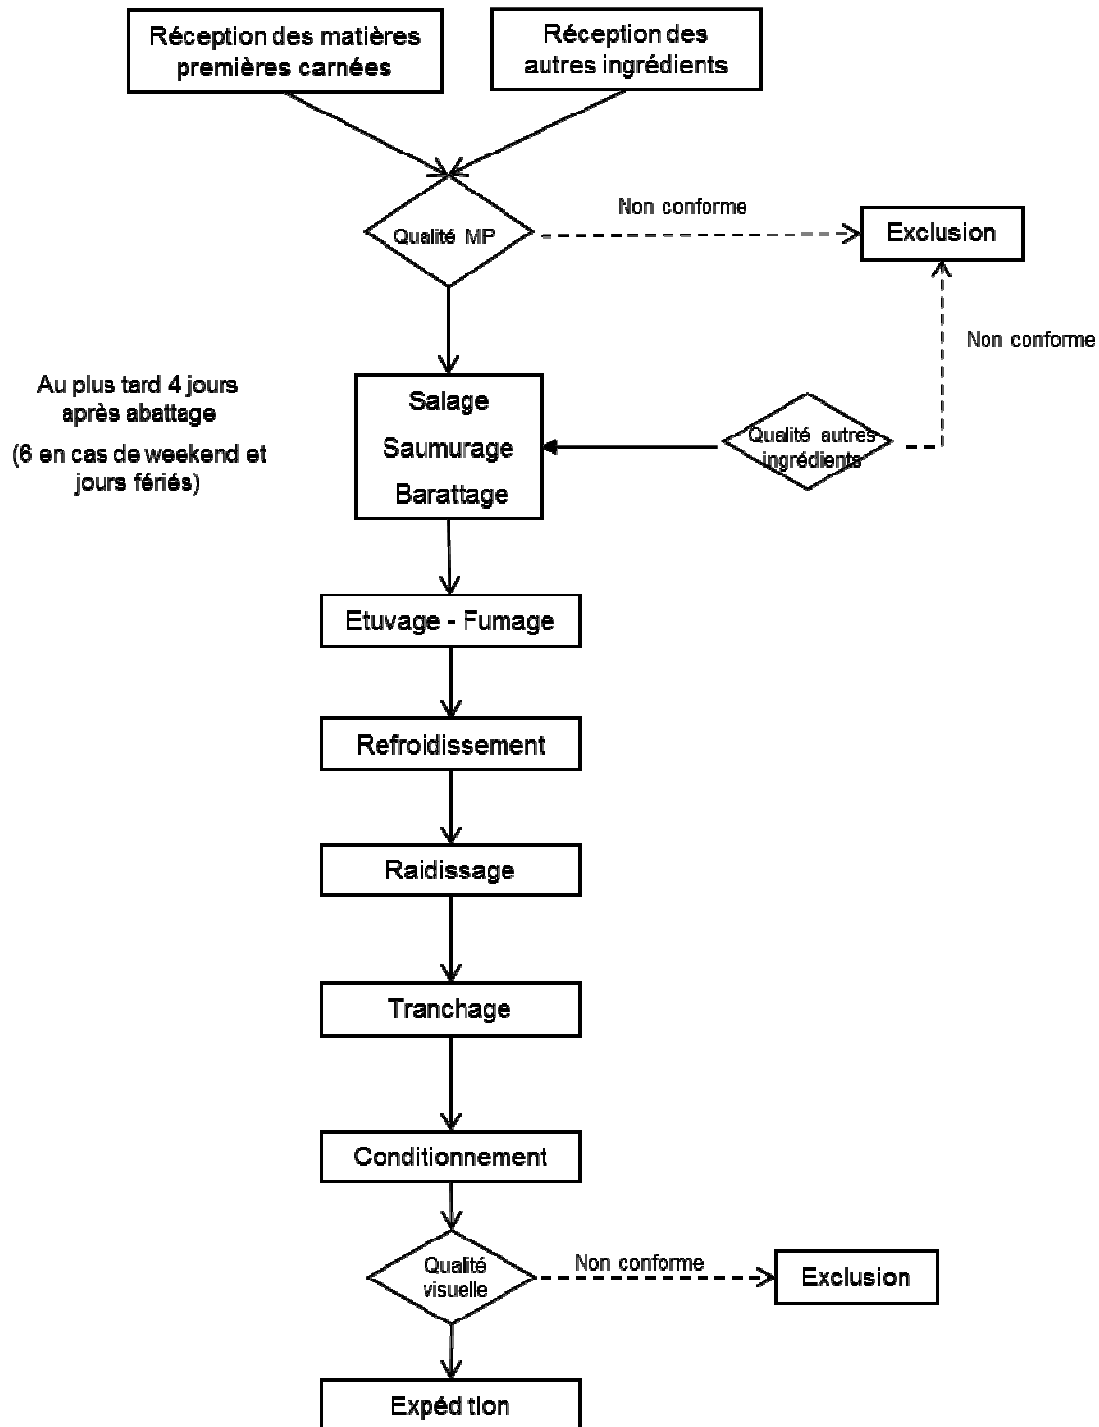 Réception des matières
premières carnées
Réception des
autres ingrédients
Qualité MP
Non conforme
Exclusion
Non conforme
Au plus tard 4 jours
après abattage
(6 en cas de weekend et
jours fériés)
Salage
Saumurage
Barattage
Qualité autres
ingrédients
Etuvage - Fumage
Refroidissement
Raidissage
Tranchage
Conditionnement
Qualité
visuelle
Non conforme
Exclusion
Expéd tion